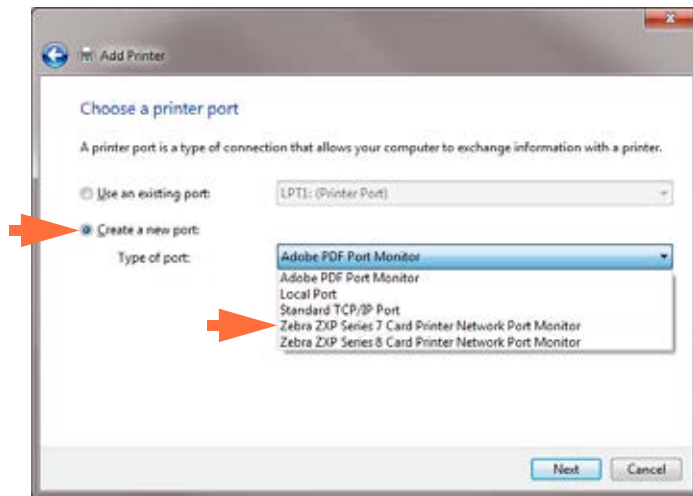 Add Printer
Choose a printer port
A printer port is a type of connection that allows your computer to exchange information with a printer.
Use an existing port: LPT1: (Printer Port)
Create a new port:
Type of port: Adobe PDF Port Monitor
Adobe PDF Port Monitor
Local Port
Standard TCP/IP Port
Zebra ZXP Series 7 Card Printer Network Port Monitor
Zebra ZXP Series 8 Card Printer Network Port Monitor
Next Cancel